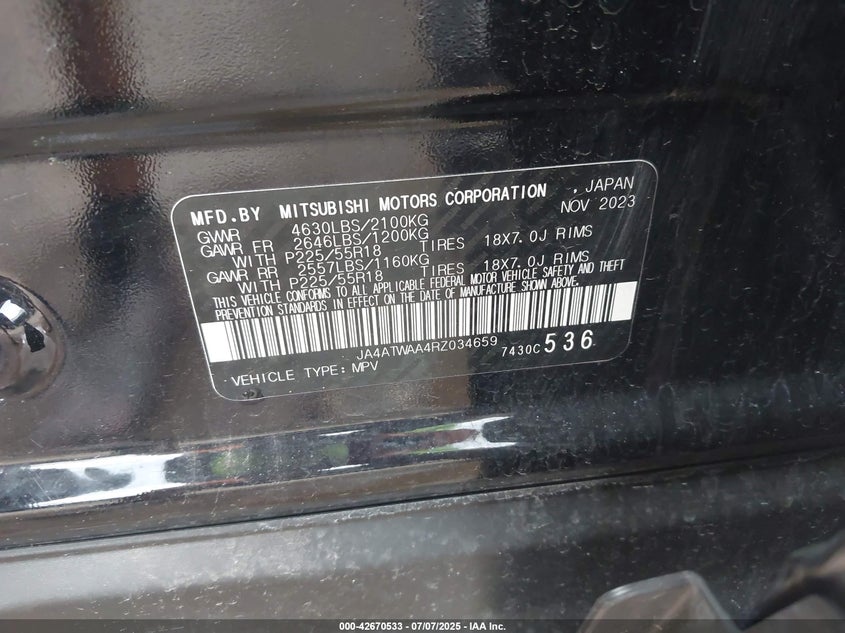 MFD.BY MITSUBISHI MOTORS CORPORATION , JAPAN
NOV 2023
GVWR 4630LBS/2100KG
GAWR FR 2646LBS/1200KG
WITH P225/55R18 TIRES 18X7.0J RIMS
GAWR RR 2557LBS/1160KG
WITH P225/55R18 TIRES 18X7.0J RIMS
THIS VEHICLE CONFORMS TO ALL APPLICABLE FEDERAL MOTOR VEHICLE SAFETY AND THEFT
PREVENTION STANDARDS IN EFFECT ON THE DATE OF MANUFACTURE SHOWN ABOVE.
JA4ATWAA4RZ034659 7430C 536
VEHICLE TYPE: MPV
000-42670533 - 07/07/2025 - IAA Inc.